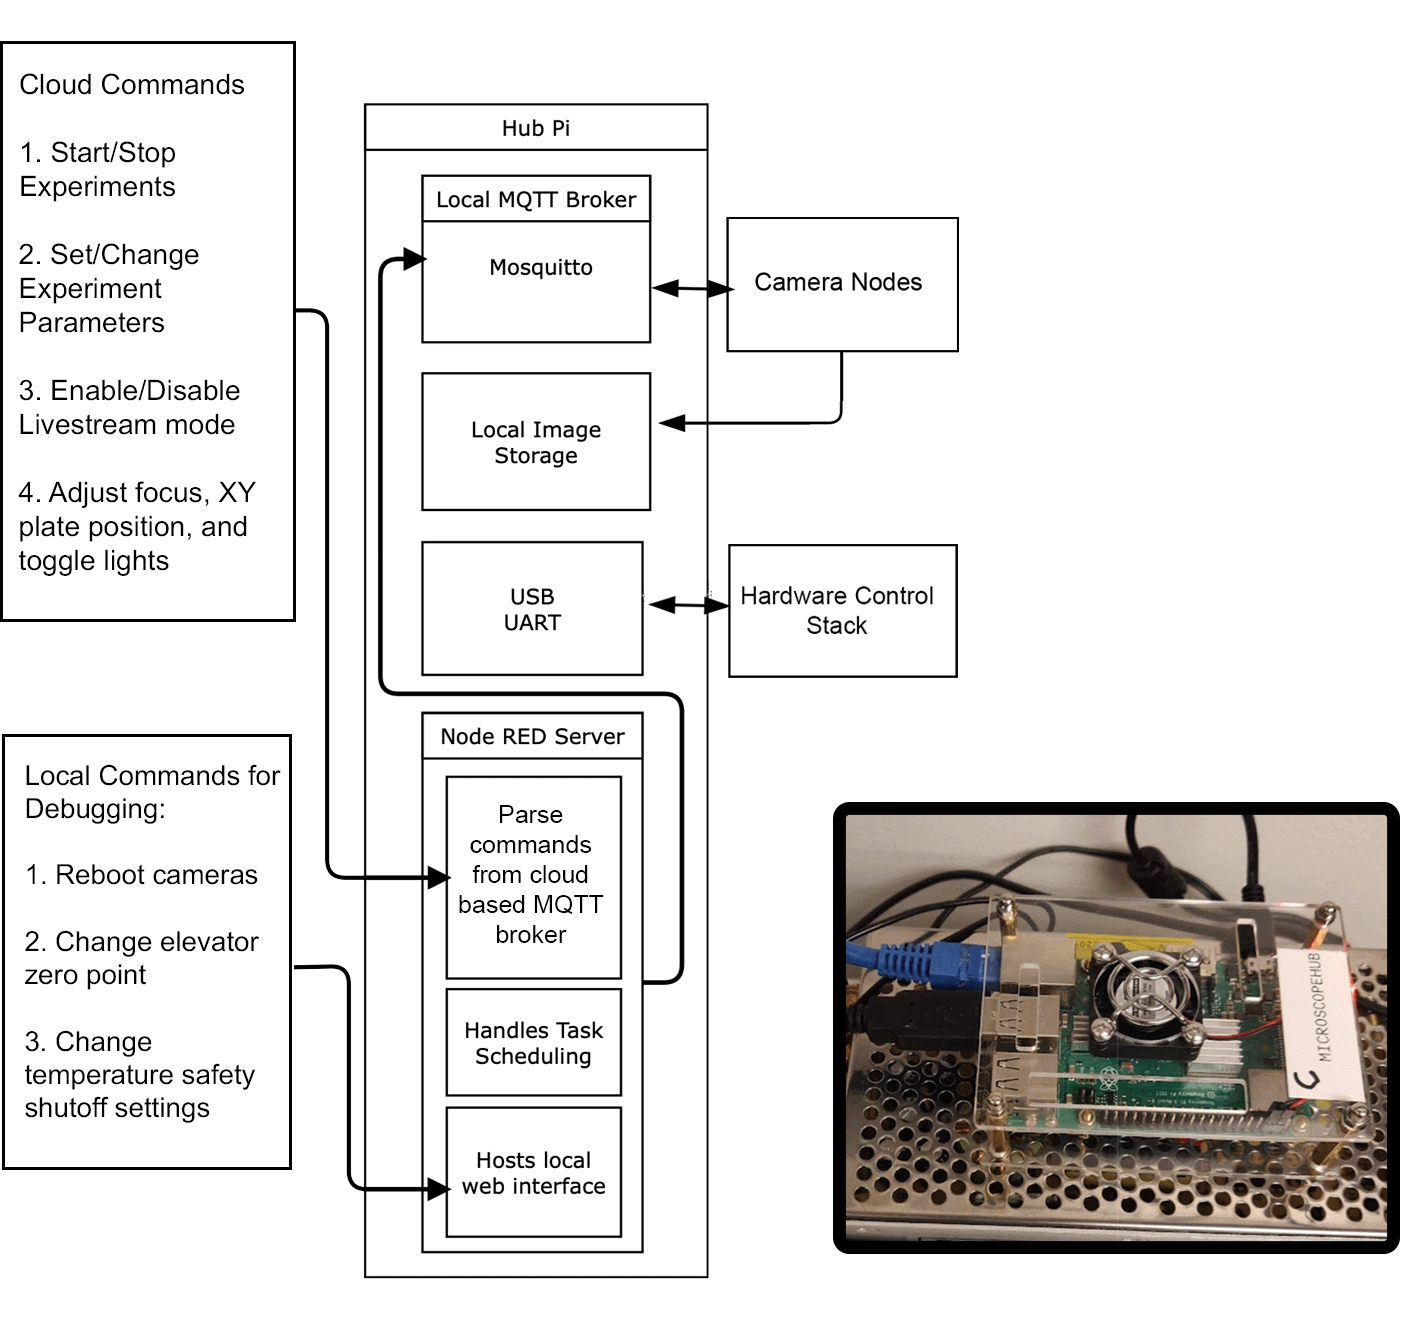 Cloud Commands
1. Start/Stop
Experiments
2. Set/Change
Experiment
Parameters
3. Enable/Disable
Livestream mode
4. Adjust focus, XY
plate position, and
toggle lights
Local Commands for
Debugging:
1. Reboot cameras
2. Change elevator
zero point
3. Change
temperature safety
shutoff settings
Hub Pi
Local MQTT Broker
Mosquitto
Local Image
Storage
USB
UART
Node RED Server
Parse
commands
from cloud
based MQTT
broker
Handles Task
Scheduling
Hosts local
web interface
Camera Nodes
Hardware Control
Stack
MICROSCOPEHUB
C